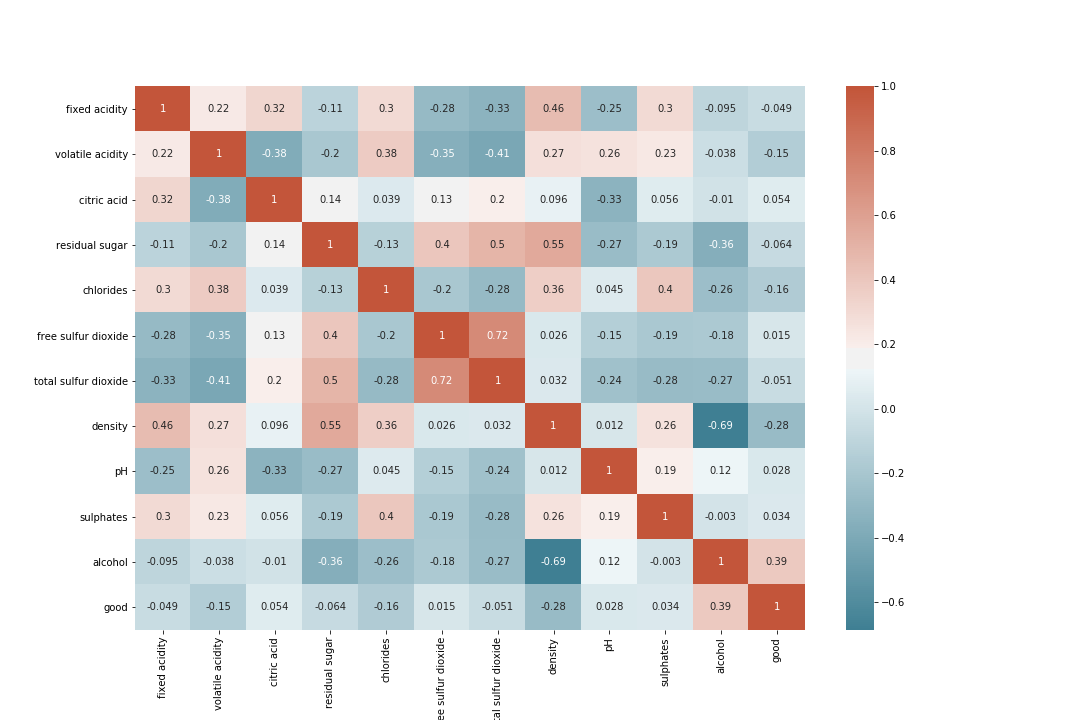 fixed acidity 1 0.22 0.32 -0.11 0.3 -0.28 -0.33 0.46 -0.25 0.3 -0.095 -0.049
volatile acidity 0.22 1 -0.38 -0.2 0.38 -0.35 -0.41 0.27 0.26 0.23 -0.038 -0.15
citric acid 0.32 -0.38 1 0.14 0.039 0.13 0.2 0.096 -0.33 0.056 -0.01 0.054
residual sugar -0.11 -0.2 0.14 1 -0.13 0.4 0.5 0.55 -0.27 -0.19 -0.36 -0.064
chlorides 0.3 0.38 0.039 -0.13 1 -0.2 -0.28 0.36 0.045 0.4 -0.26 -0.16
free sulfur dioxide -0.28 -0.35 0.13 0.4 -0.2 1 0.72 0.026 -0.15 -0.19 -0.18 0.015
total sulfur dioxide -0.33 -0.41 0.2 0.5 -0.28 0.72 1 0.032 -0.24 -0.28 -0.27 -0.051
density 0.46 0.27 0.096 0.55 0.36 0.026 0.032 1 0.012 0.26 -0.69 -0.28
pH -0.25 0.26 -0.33 -0.27 0.045 -0.15 -0.24 0.012 1 0.19 0.12 0.028
sulphates 0.3 0.23 0.056 -0.19 0.4 -0.19 -0.28 0.26 0.19 1 -0.003 0.034
alcohol -0.095 -0.038 -0.01 -0.36 -0.26 -0.18 -0.27 -0.69 0.12 -0.003 1 0.39
good -0.049 -0.15 0.054 -0.064 -0.16 0.015 -0.051 -0.28 0.028 0.034 0.39 1
fixed acidity
volatile acidity
citric acid
residual sugar
chlorides
ee sulfur dioxide
al sulfur dioxide
density
pH
sulphates
alcohol
good
1.0
0.8
0.6
0.4
0.2
0.0
−0.2
−0.4
−0.6